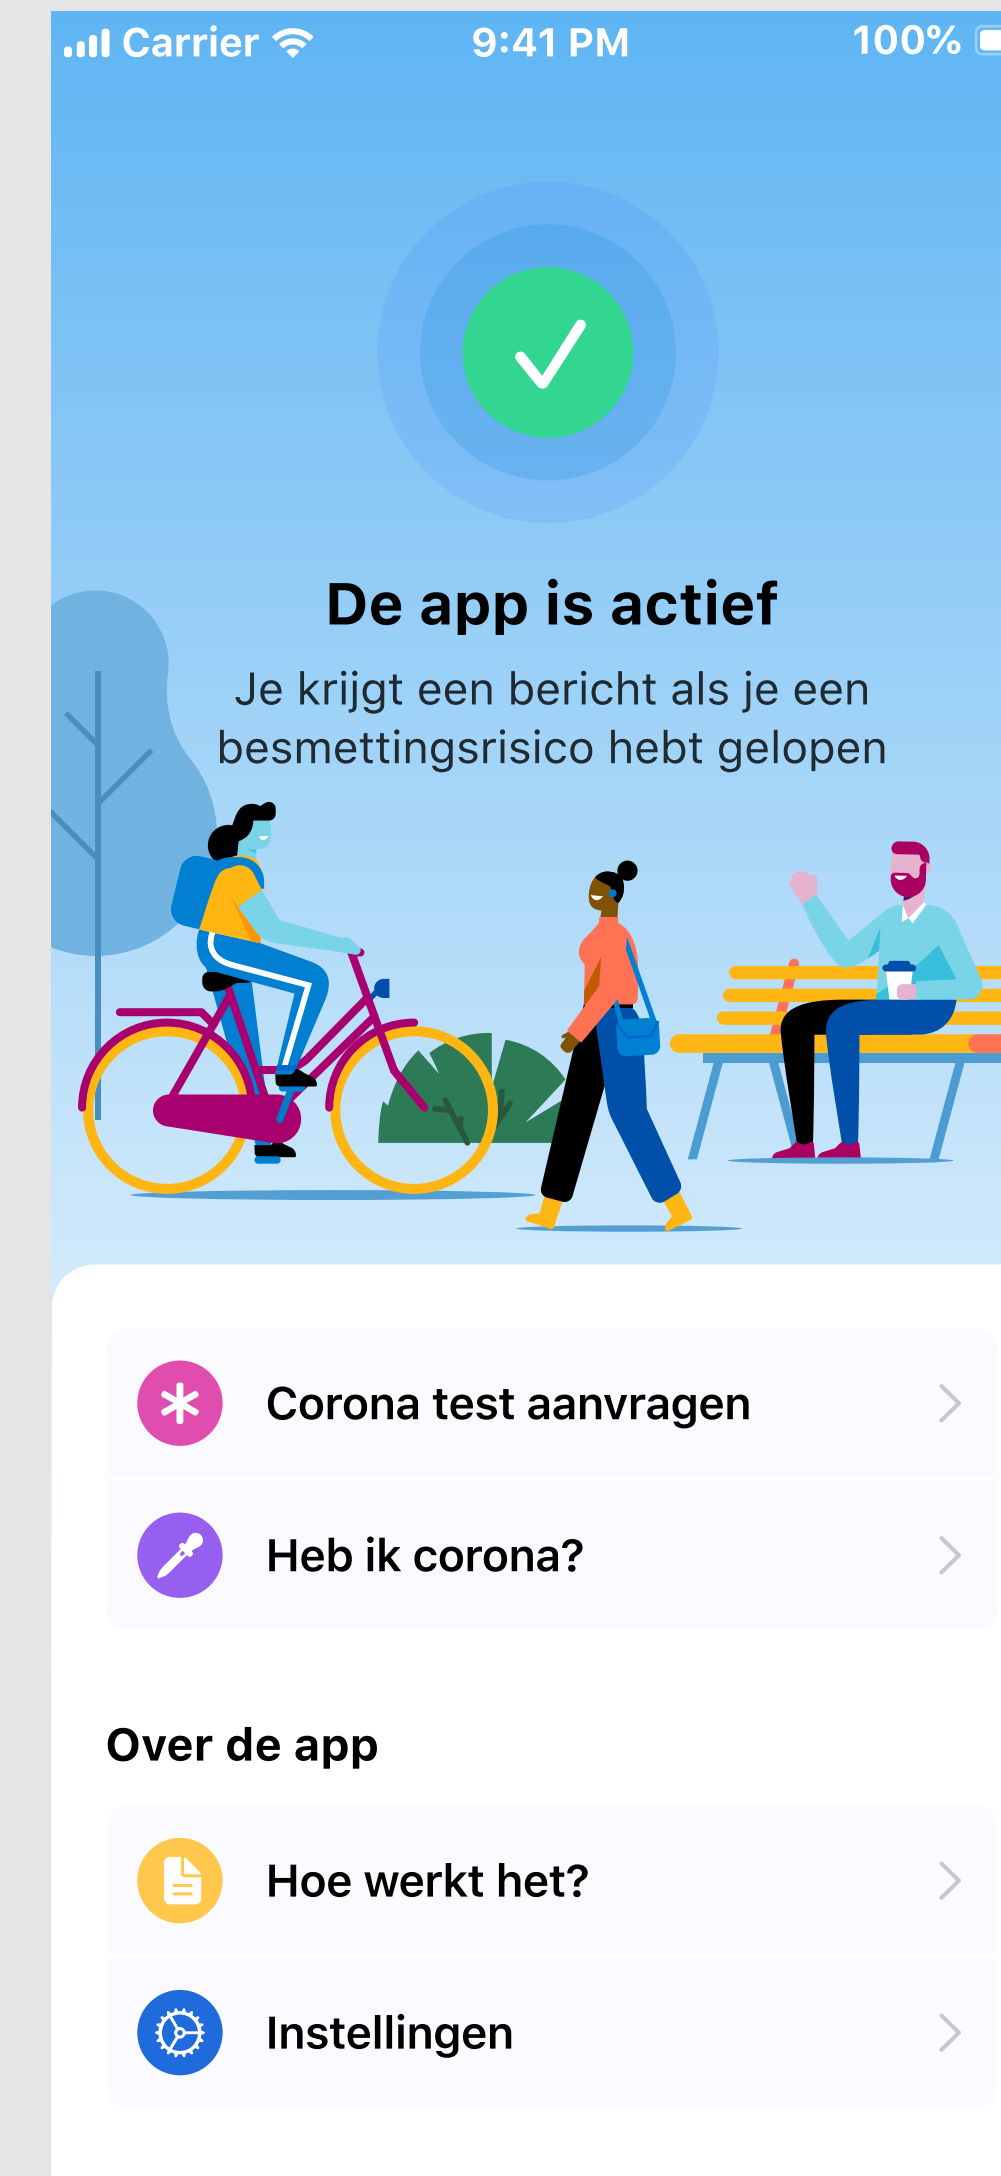 Carrier 9:41 PM 100%
De app is actief
Je krijgt een bericht als je een
besmettingsrisico hebt gelopen
Corona test aanvragen
Heb ik corona?
Over de app
Hoe werkt het?
Instellingen